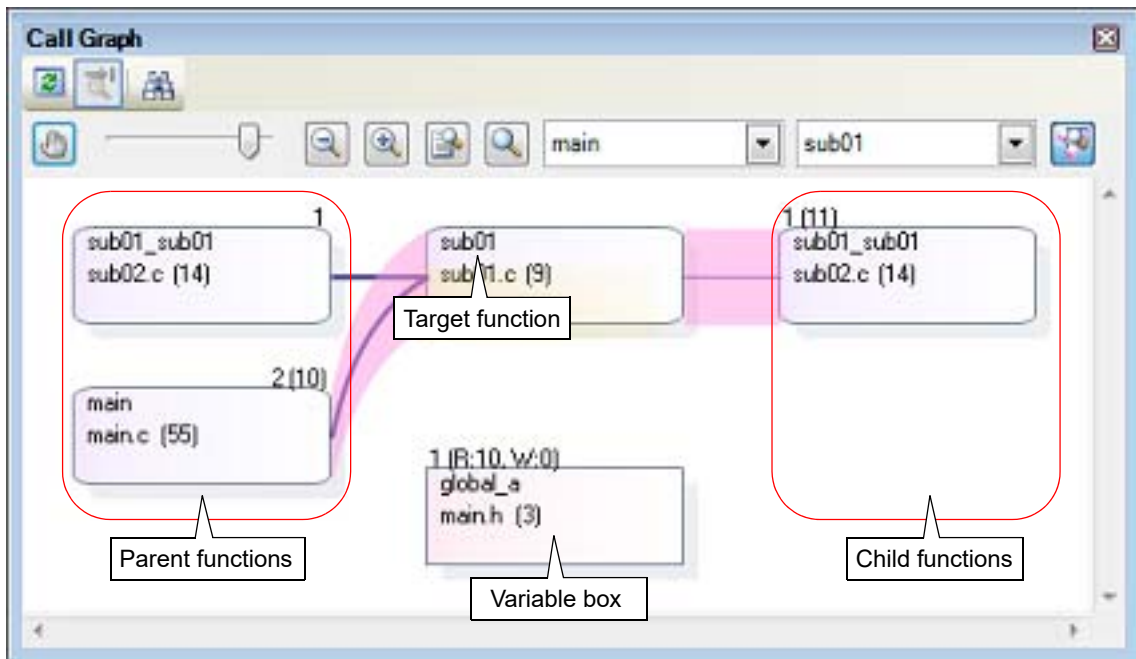 Call Graph
main
sub01
1
sub01_sub01
sub02.c (14)
sub01
sub01.c (9)
1 (11)
sub01_sub01
sub02.c (14)
Target function
2 (10)
main
main.c (55)
1 (R:10, W:0)
global_a
main.h (3)
Parent functions
Variable box
Child functions